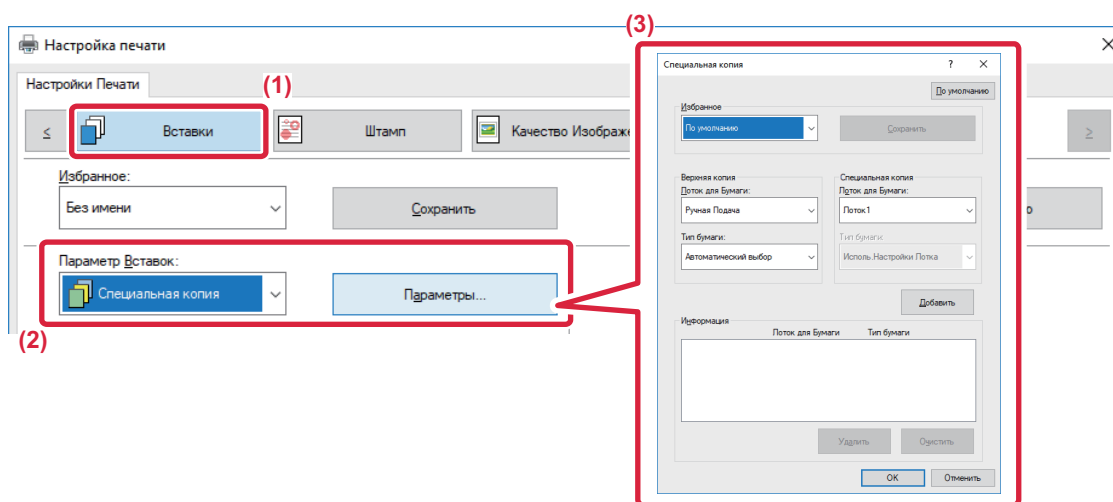 (3)
Настройка печати
Настройки Печати
(1)
<
Вставки
Штамп
Качество Изображе
>
Избранное:
Без имени
Сохранить
Параметр Вставок:
Специальная копия
Параметры...
(2)
Специальная копия
?
По умолчанию
Избранное
По умолчанию
Сохранить
Верхняя копия
Поток для Бумаги:
Ручная Подача
Тип бумаги:
Автоматический выбор
Специальная копия
Поток для Бумаги:
Поток1
Тип бумаги:
Исполь.Настройки Потка
Добавить
Информация
Поток для Бумаги Тип бумаги
Удалить
Очистить
OK
Отменить